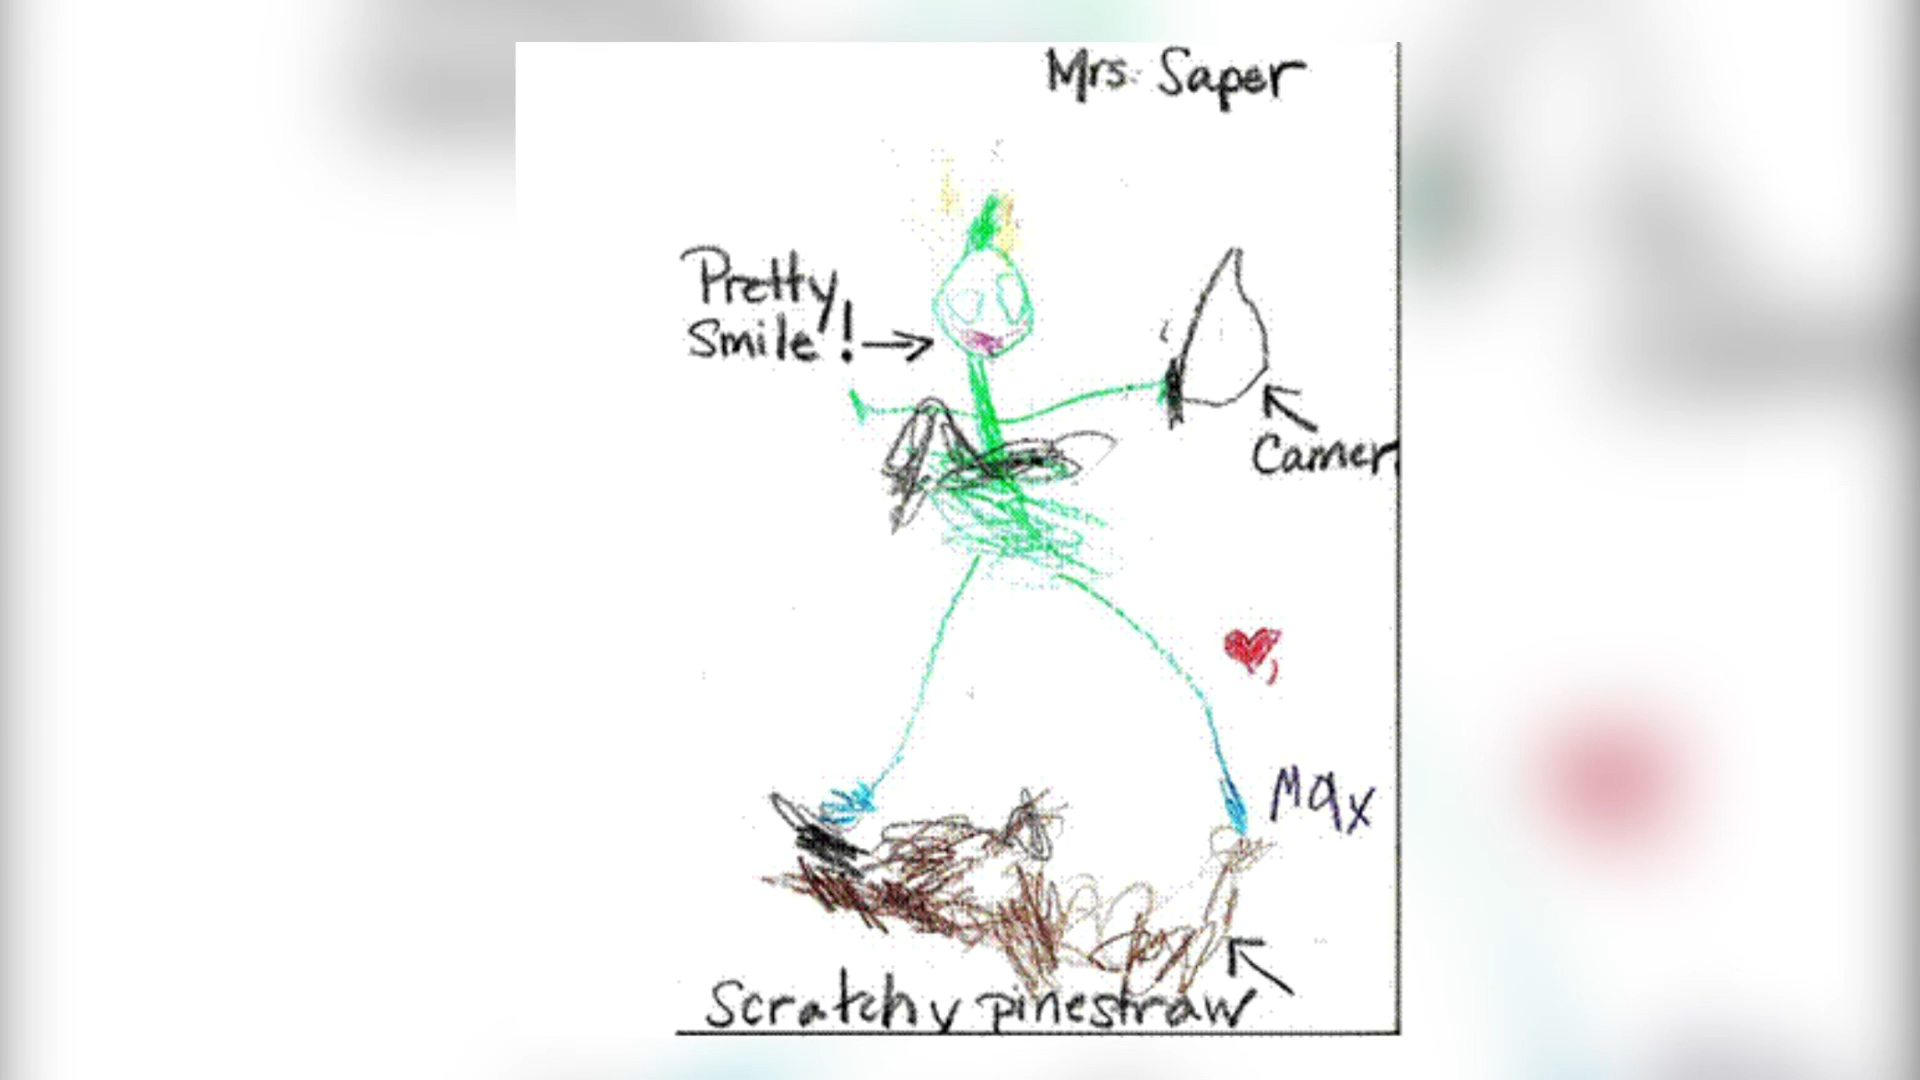 Mrs. Saper
Pretty
Smile!
Camer
Max
Scratchy pinestraw